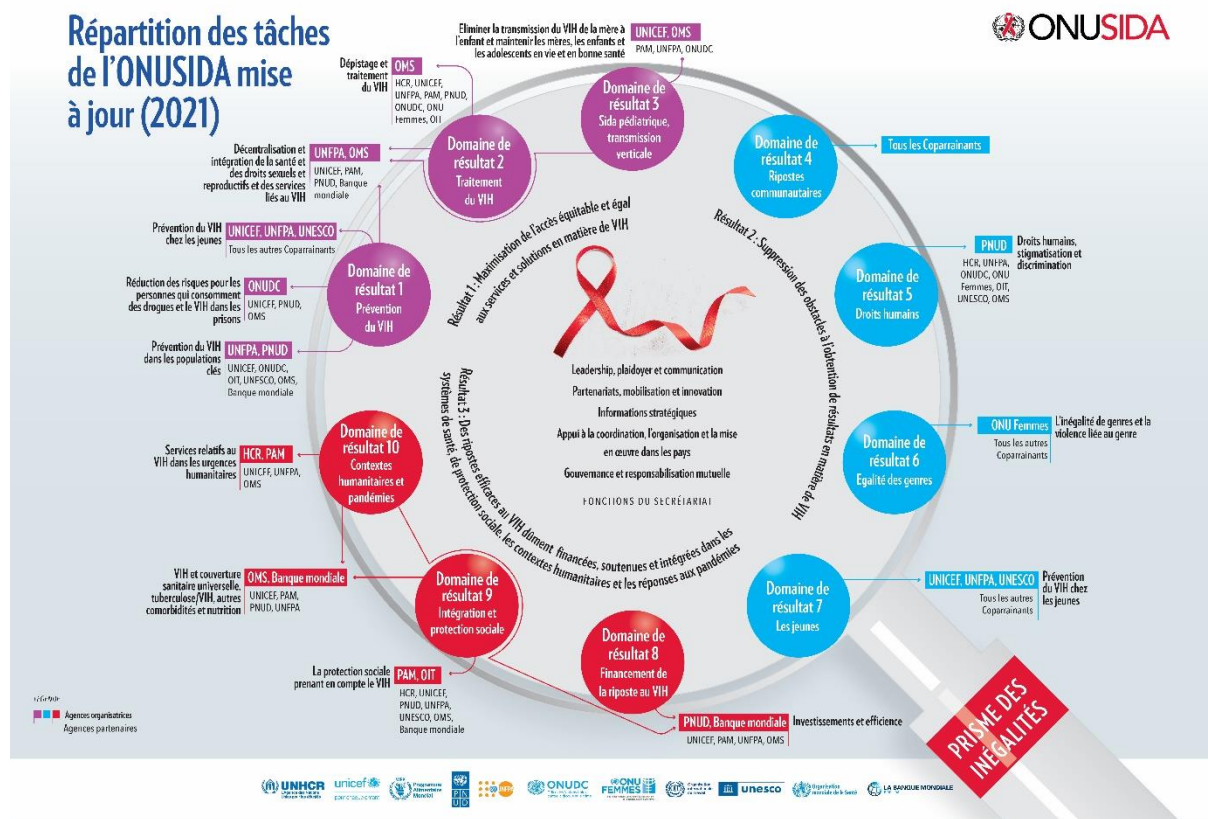 Répartition des tâches
de l'ONUSIDA mise
à jour (2021)
ONUSIDA
Éliminer la transmission du VIH de la mère à
l'enfant et maintenir les mères, les enfants et
les adolescents en vie et en bonne santé
UNICEF, OMS
PAM, UNFPA, ONUDC
Dépistage et
traitement
du VIH
OMS
HCR, UNICEF,
UNFPA, PAM, PNUD,
ONUDC, ONU
Femmes, OIT
Décentralisation et
intégration de la santé et
des droits sexuels et
reproductifs et des services
liés au VIH
UNFPA, OMS
UNICEF, PAM,
PNUD, Banque
mondiale
Prévention du VIH
chez les jeunes
UNICEF, UNFPA, UNESCO
Tous les autres Coparrainants
Réduction des risques pour les
personnes qui consomment
des drogues et le VIH dans les
prisons
ONUDC
UNICEF, PNUD,
OMS
Prévention du VIH
dans les populations
clés
UNFPA, PNUD
UNICEF, ONUDC,
OIT, UNESCO, OMS,
Banque mondiale
Domaine de
résultat 3
Sida pédiatrique,
transmission
verticale
Domaine de
résultat 2
Traitement
du VIH
Domaine de
résultat 1
Prévention
du VIH
Domaine de
résultat 4
Ripostes
communautaires
Tous les Coparrainants
Domaine de
résultat 5
Droits humains
PNUD
HCR, UNFPA,
ONUDC, ONU
Femmes, OIT,
UNESCO, OMS
Droits humains,
stigmatisation et
discrimination
Domaine de
résultat 6
Egalité des genres
ONU Femmes
Tous les autres
Coparrainants
L'inégalité de genres et la
violence liée au genre
Domaine de
résultat 7
Les jeunes
UNICEF, UNFPA, UNESCO
Tous les autres
Coparrainants
Prévention
du VIH chez
les jeunes
Résultat 1 : Maximisation de l'accès équitable et égal
aux services et solutions en matière de VIH
Résultat 2 : Suppression des obstacles à l'obtention de résultats en matière de VIH
Résultat 3 : Des ripostes efficaces au VIH dûment financées, soutenues et intégrées dans les
systèmes de santé, de protection sociale, les contextes humanitaires et les réponses aux pandémies
Leadership, plaidoyer et communication
Partenariats, mobilisation et innovation
Informations stratégiques
Appui à la coordination, l'organisation et la mise
en œuvre dans les pays
Gouvernance et responsabilisation mutuelle
FONCTIONS DU SECRÉTARIAT
Domaine de
résultat 10
Contextes
humanitaires et
pandémies
Services relatifs au
VIH dans les urgences
humanitaires
HCR, PAM
UNICEF, UNFPA,
OMS
VIH et couverture
sanitaire universelle,
tuberculose/VIH, autres
comorbidités et nutrition
OMS, Banque mondiale
UNICEF, PAM,
PNUD, UNFPA
Domaine de
résultat 9
Intégration et
protection sociale
La protection sociale
prenant en compte le VIH
PAM, OIT
HCR, UNICEF,
PNUD, UNFPA,
UNESCO, OMS,
Banque mondiale
Domaine de
résultat 8
Financement de
la riposte au VIH
PNUD, Banque mondiale
UNICEF, PAM, UNFPA, OMS
Investissements et efficience
PRISME DES
INÉGALITÉS
Agences organisatrices
Agences partenaires
UNHCR
unicef
Programme
Alimentaire
Mondial
PNUD
UNFPA
ONUDC
ONU
FEMMES
unesco
Organisation
mondiale de la Santé
LA BANQUE MONDIALE